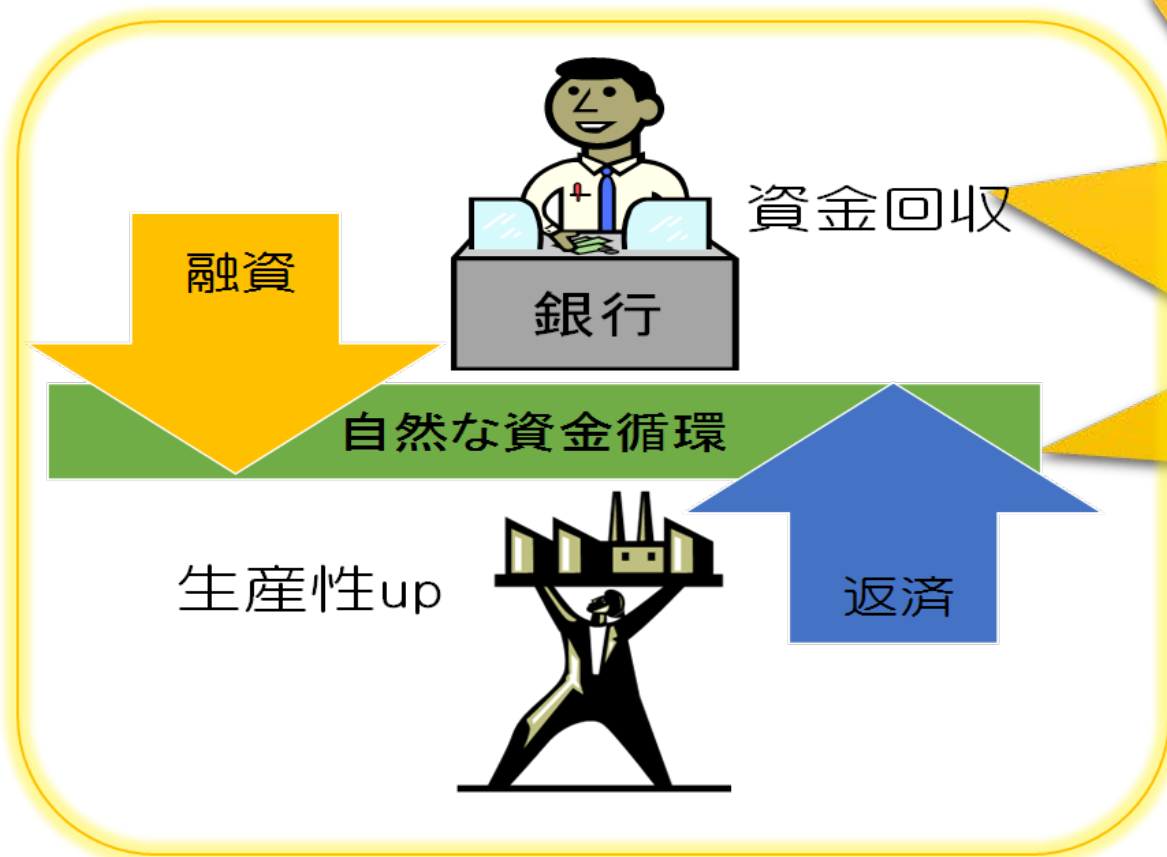 資金回収
融資
銀行
自然な資金循環
生産性up
返済